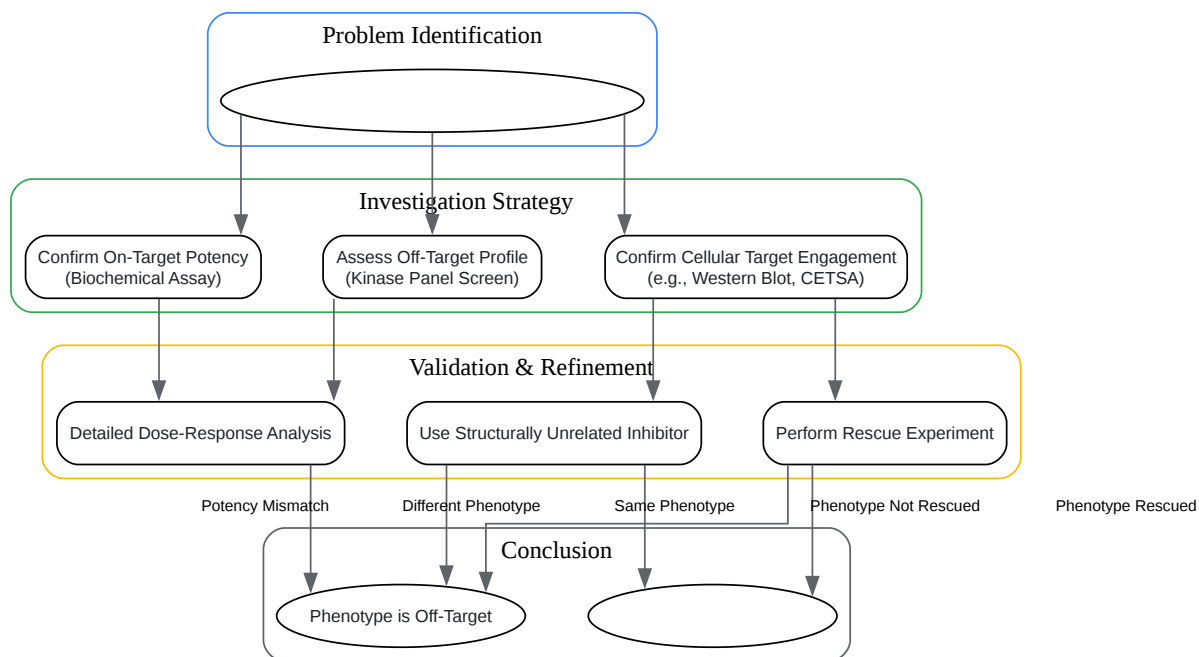 Problem Identification
Investigation Strategy
Confirm On-Target Potency
(Biochemical Assay)
Assess Off-Target Profile
(Kinase Panel Screen)
Confirm Cellular Target Engagement
(e.g., Western Blot, CETSA)
Validation & Refinement
Detailed Dose-Response Analysis
Use Structurally Unrelated Inhibitor
Perform Rescue Experiment
Potency Mismatch
Different Phenotype
Same Phenotype
Phenotype Not Rescued
Phenotype Rescued
Conclusion
Phenotype is Off-Target